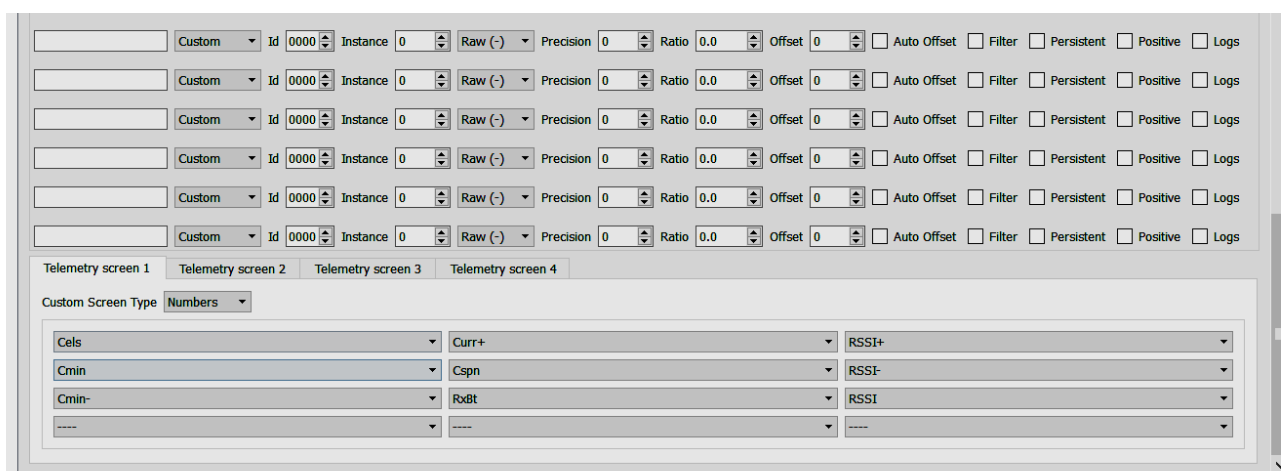 Custom Id 0000 Instance 0 Raw (-) Precision 0 Ratio 0.0 Offset 0 Auto Offset Filter Persistent Positive Logs
Custom Id 0000 Instance 0 Raw (-) Precision 0 Ratio 0.0 Offset 0 Auto Offset Filter Persistent Positive Logs
Custom Id 0000 Instance 0 Raw (-) Precision 0 Ratio 0.0 Offset 0 Auto Offset Filter Persistent Positive Logs
Custom Id 0000 Instance 0 Raw (-) Precision 0 Ratio 0.0 Offset 0 Auto Offset Filter Persistent Positive Logs
Custom Id 0000 Instance 0 Raw (-) Precision 0 Ratio 0.0 Offset 0 Auto Offset Filter Persistent Positive Logs
Custom Id 0000 Instance 0 Raw (-) Precision 0 Ratio 0.0 Offset 0 Auto Offset Filter Persistent Positive Logs
Telemetry screen 1 Telemetry screen 2 Telemetry screen 3 Telemetry screen 4
Custom Screen Type Numbers
Cels Curr+ RSSI+
Cmin Cspn RSSI-
Cmin- RxBt RSSI
---- ---- ----